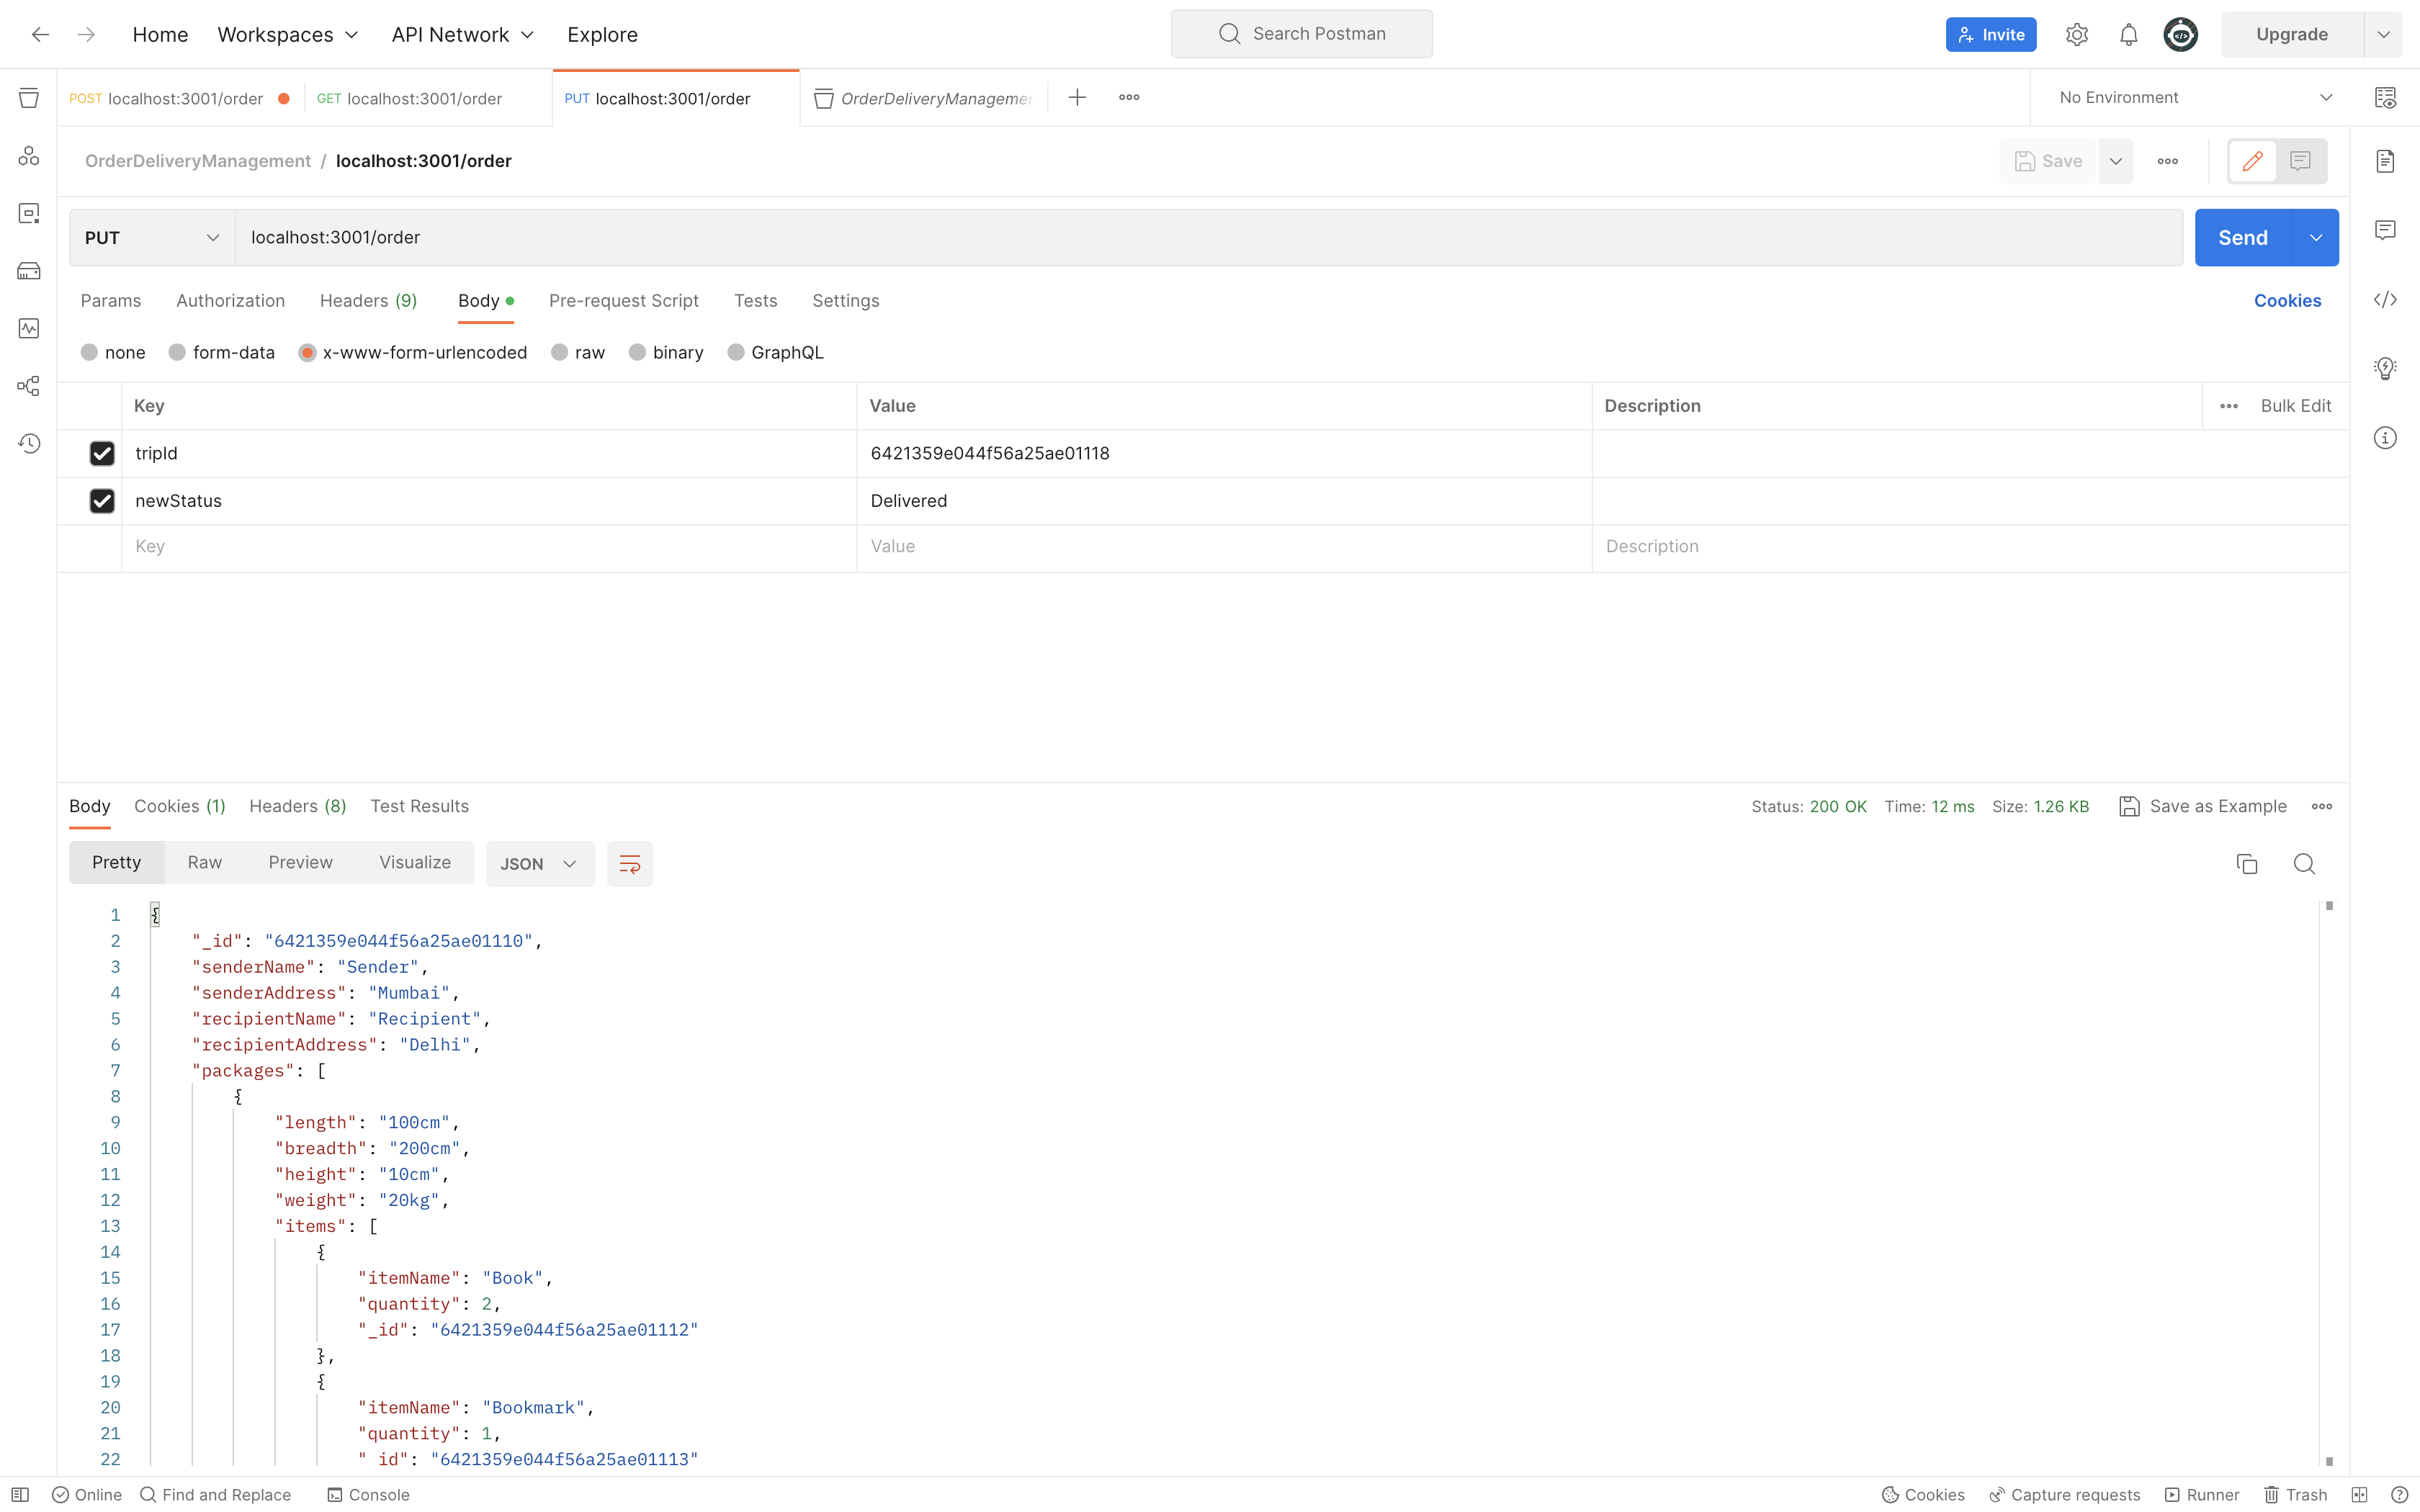 Home Workspaces API Network Explore Search Postman Invite Upgrade
POST localhost:3001/order GET localhost:3001/order PUT localhost:3001/order OrderDeliveryManagemen No Environment
OrderDeliveryManagement / localhost:3001/order Save
PUT localhost:3001/order Send
Params Authorization Headers (9) Body Pre-request Script Tests Settings Cookies
none form-data x-www-form-urlencoded raw binary GraphQL
Key Value Description Bulk Edit
tripId 6421359e044f56a25ae01118
newStatus Delivered
Key Value Description
Body Cookies (1) Headers (8) Test Results Status: 200 OK Time: 12 ms Size: 1.26 KB Save as Example
Pretty Raw Preview Visualize JSON
1 {
2 "_id": "6421359e044f56a25ae01110",
3 "senderName": "Sender",
4 "senderAddress": "Mumbai",
5 "recipientName": "Recipient",
6 "recipientAddress": "Delhi",
7 "packages": [
8 {
9 "length": "100cm",
10 "breadth": "200cm",
11 "height": "10cm",
12 "weight": "20kg",
13 "items": [
14 {
15 "itemName": "Book",
16 "quantity": 2,
17 "_id": "6421359e044f56a25ae01112"
18 },
19 {
20 "itemName": "Bookmark",
21 "quantity": 1,
22 "_id": "6421359e044f56a25ae01113"
Online Find and Replace Console Cookies Capture requests Runner Trash